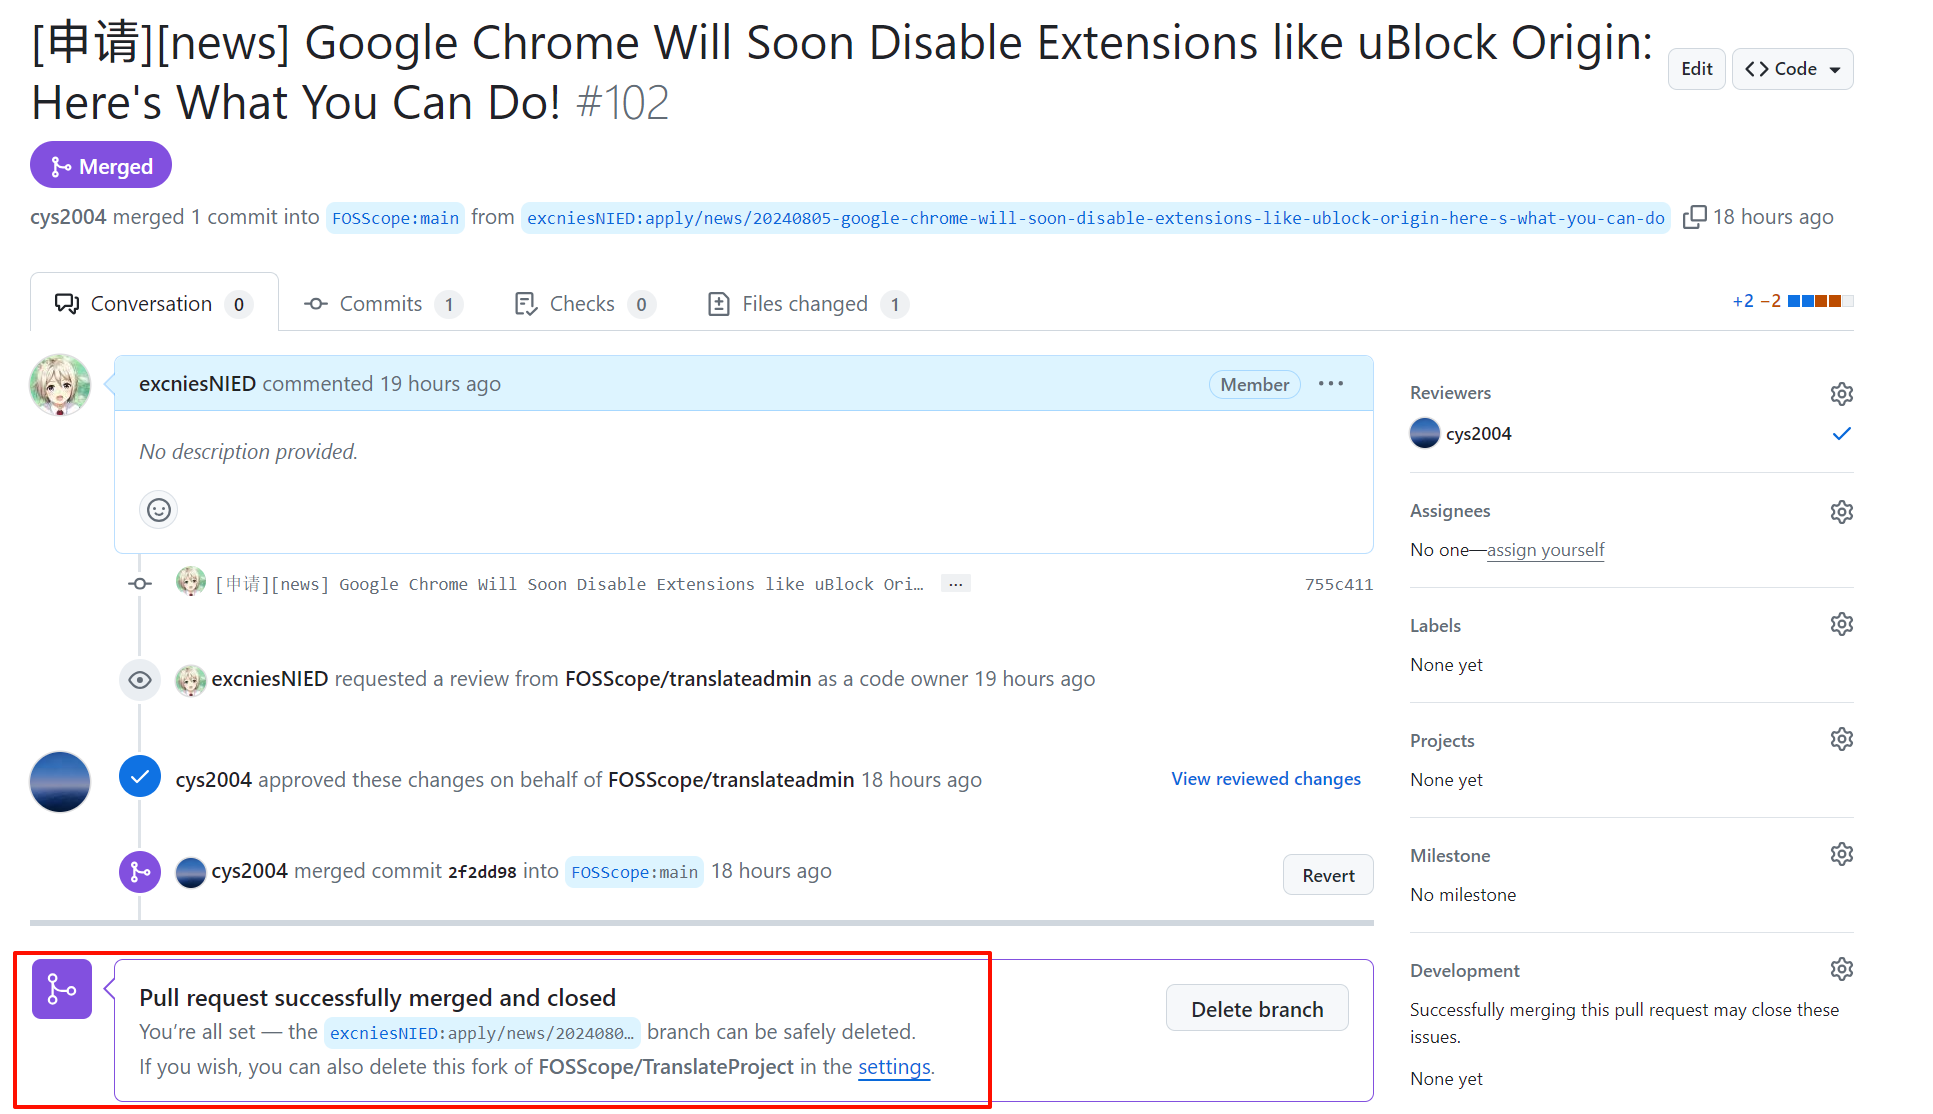 [申请][news] Google Chrome Will Soon Disable Extensions like uBlock Origin:
Here's What You Can Do! #102
Edit
Code
Merged
cys2004 merged 1 commit into FOSScope:main from excniesNIED:apply/news/20240805-google-chrome-will-soon-disable-extensions-like-ublock-origin-here-s-what-you-can-do 18 hours ago
Conversation 0
Commits 1
Checks 0
Files changed 1
+2 −2
excniesNIED commented 19 hours ago
Member
No description provided.
[申请][news] Google Chrome Will Soon Disable Extensions like uBlock Ori… ...
755c411
excniesNIED requested a review from FOSScope/translateadmin as a code owner 19 hours ago
cys2004 approved these changes on behalf of FOSScope/translateadmin 18 hours ago
View reviewed changes
cys2004 merged commit 2f2dd98 into FOSScope:main 18 hours ago
Revert
Pull request successfully merged and closed
You’re all set — the excniesNIED:apply/news/2024080… branch can be safely deleted.
If you wish, you can also delete this fork of FOSScope/TranslateProject in the settings.
Delete branch
Reviewers
cys2004
Assignees
No one—assign yourself
Labels
None yet
Projects
None yet
Milestone
No milestone
Development
Successfully merging this pull request may close these
issues.
None yet